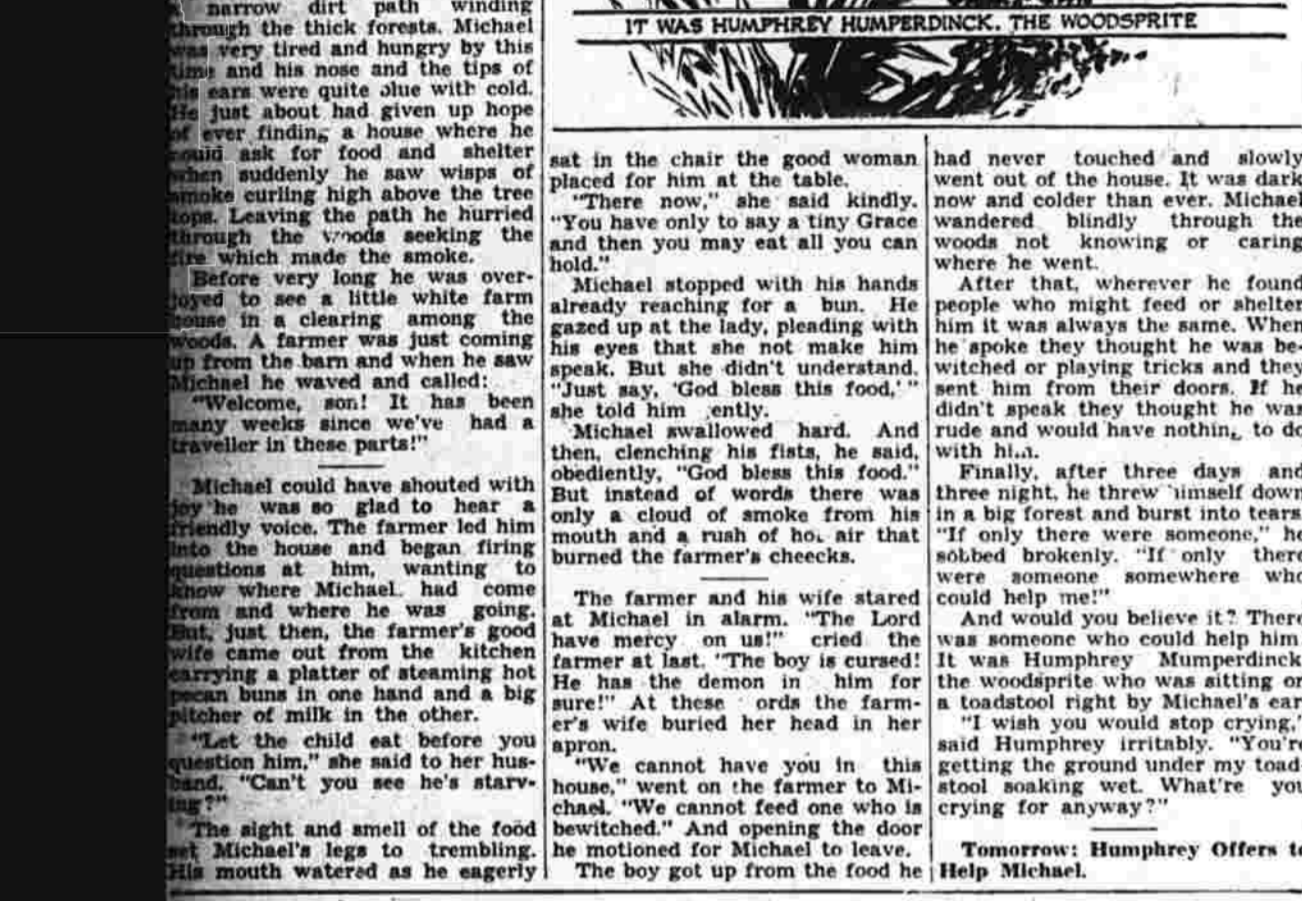 narrow dirt path winding
through the thick forests. Michael
was very tired and hungry by this
time and his nose and the tips of
his ears were quite blue with cold.
He just about had given up hope
of ever finding a house where he
could ask for food and shelter
when suddenly he saw wisps of
smoke curling high above the tree
tops. Leaving the path he hurried
through the woods seeking the
fire which made the smoke.
Before very long he was over-
joyed to see a little white farm
house in a clearing among the
woods. A farmer was just coming
up from the barn and when he saw
Michael he waved and called:
"Welcome, son! It has been
many weeks since we've had a
traveller in these parts!"
Michael could have shouted with
joy he was so glad to hear a
friendly voice. The farmer led him
into the house and began firing
questions at him, wanting to
know where Michael had come
from and where he was going.
But, just then, the farmer's good
wife came out from the kitchen
carrying a platter of steaming hot
pecan buns in one hand and a big
pitcher of milk in the other.
"Let the child eat before you
question him," she said to her hus-
band. "Can't you see he's starv-
ing?"
The sight and smell of the food
set Michael's legs to trembling.
His mouth watered as he eagerly
IT WAS HUMPHREY HUMPERDINCK, THE WOODSPRITE
sat in the chair the good woman
placed for him at the table.
"There now," she said kindly.
"You have only to say a tiny Grace
and then you may eat all you can
hold."
Michael stopped with his hands
already reaching for a bun. He
gazed up at the lady, pleading with
his eyes that she not make him
speak. But she didn't understand.
"Just say, 'God bless this food,'"
she told him ently.
Michael swallowed hard. And
then, clenching his fists, he said,
obediently, "God bless this food."
But instead of words there was
only a cloud of smoke from his
mouth and a rush of hot air that
burned the farmer's cheecks.
The farmer and his wife stared
at Michael in alarm. "The Lord
have mercy on us!" cried the
farmer at last. "The boy is cursed!
He has the demon in him for
sure!" At these ords the farm-
er's wife buried her head in her
apron.
"We cannot have you in this
house," went on the farmer to Mi-
chael. "We cannot feed one who is
bewitched." And opening the door
he motioned for Michael to leave.
The boy got up from the food he
had never touched and slowly
went out of the house. It was dark
now and colder than ever. Michael
wandered blindly through the
woods not knowing or caring
where he went.
After that, wherever he found
people who might feed or shelter
him it was always the same. When
he spoke they thought he was be-
witched or playing tricks and they
sent him from their doors. If he
didn't speak they thought he was
rude and would have nothing to do
with him.
Finally, after three days and
three night, he threw himself down
in a big forest and burst into tears
"If only there were someone," he
sobbed brokenly. "If only there
were someone somewhere who
could help me!"
And would you believe it? There
was someone who could help him
It was Humphrey Mumperdinck
the woodsprite who was sitting on
a toadstool right by Michael's ear
"I wish you would stop crying,"
said Humphrey irritably. "You're
getting the ground under my toad-
stool soaking wet. What're you
crying for anyway?"
Tomorrow: Humphrey Offers to
Help Michael.